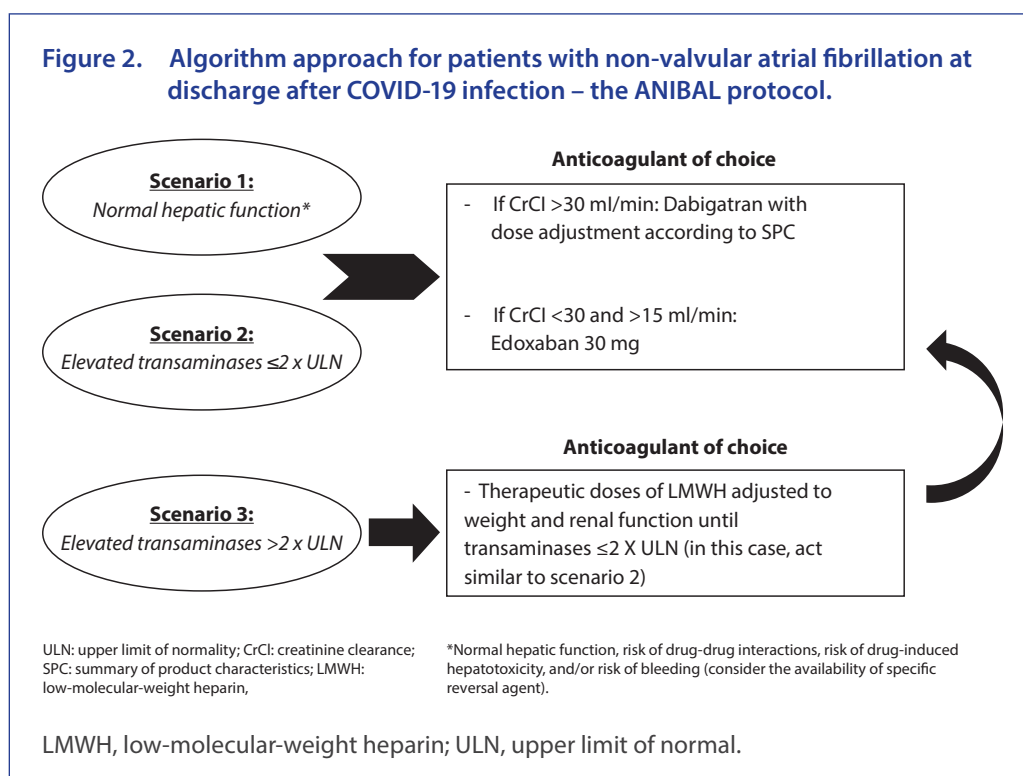 Figure 2. Algorithm approach for patients with non-valvular atrial fibrillation at
discharge after COVID-19 infection – the ANIBAL protocol.
Scenario 1:
Normal hepatic function*
Scenario 2:
Elevated transaminases ≤2 x ULN
Anticoagulant of choice
- If CrCl >30 ml/min: Dabigatran with
dose adjustment according to SPC
- If CrCl <30 and >15 ml/min:
Edoxaban 30 mg
Scenario 3:
Elevated transaminases >2 x ULN
Anticoagulant of choice
- Therapeutic doses of LMWH adjusted to
weight and renal function until
transaminases ≤2 X ULN (in this case, act
similar to scenario 2)
ULN: upper limit of normality; CrCl: creatinine clearance;
SPC: summary of product characteristics; LMWH:
low-molecular-weight heparin,
*Normal hepatic function, risk of drug-drug interactions, risk of drug-induced
hepatotoxicity, and/or risk of bleeding (consider the availability of specific
reversal agent).
LMWH, low-molecular-weight heparin; ULN, upper limit of normal.